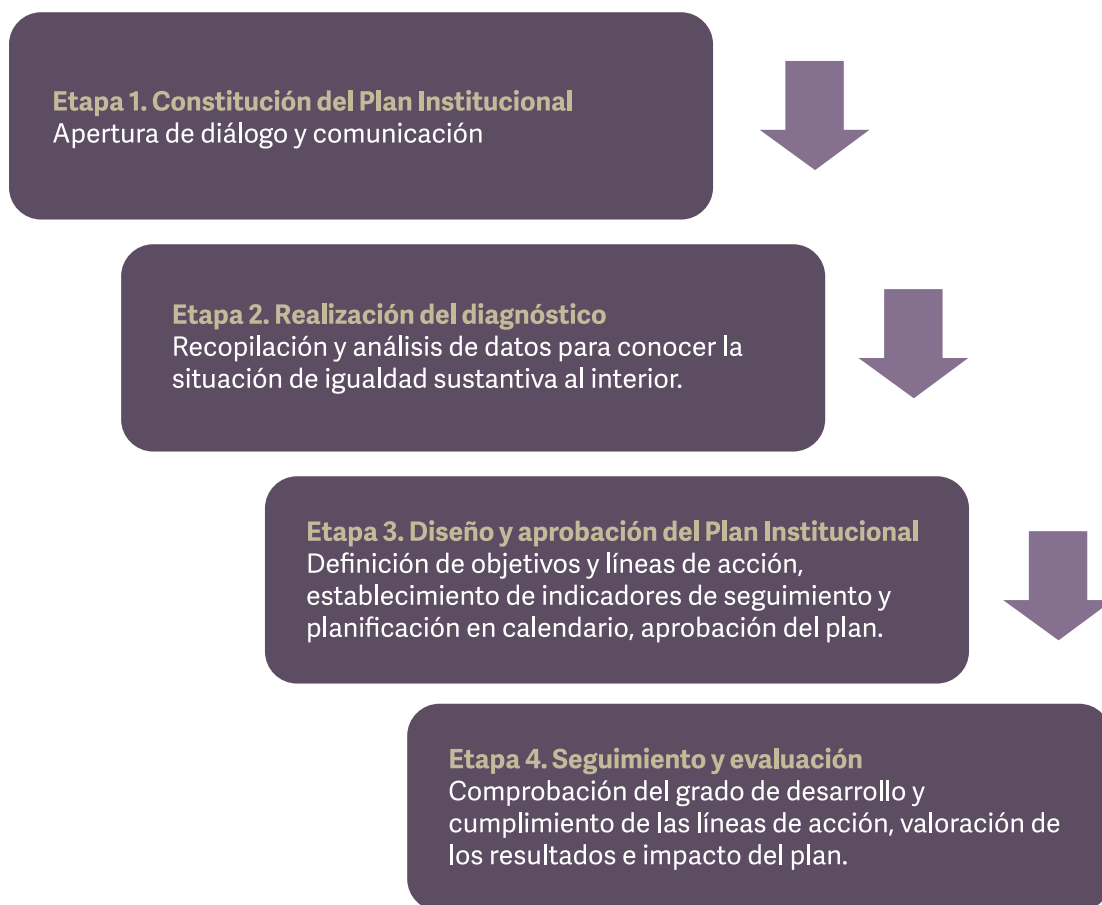 Etapa 1. Constitución del Plan Institucional
Apertura de diálogo y comunicación
Etapa 2. Realización del diagnóstico
Recopilación y análisis de datos para conocer la
situación de igualdad sustantiva al interior.
Etapa 3. Diseño y aprobación del Plan Institucional
Definición de objetivos y líneas de acción,
establecimiento de indicadores de seguimiento y
planificación en calendario, aprobación del plan.
Etapa 4. Seguimiento y evaluación
Comprobación del grado de desarrollo y
cumplimiento de las líneas de acción, valoración de
los resultados e impacto del plan.